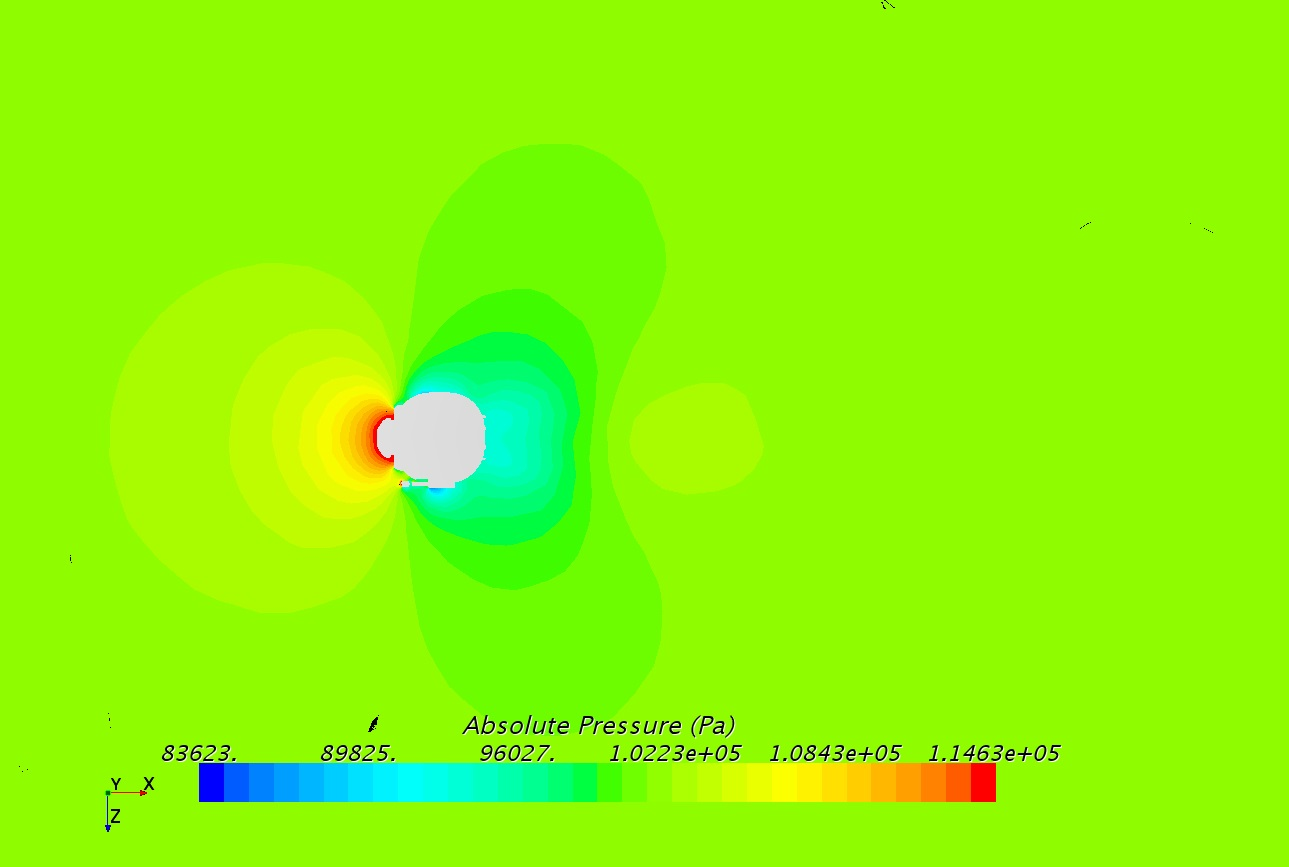 Absolute Pressure (Pa)
83623. 89825. 96027. 1.0223e+05 1.0843e+05 1.1463e+05
Y X
Z